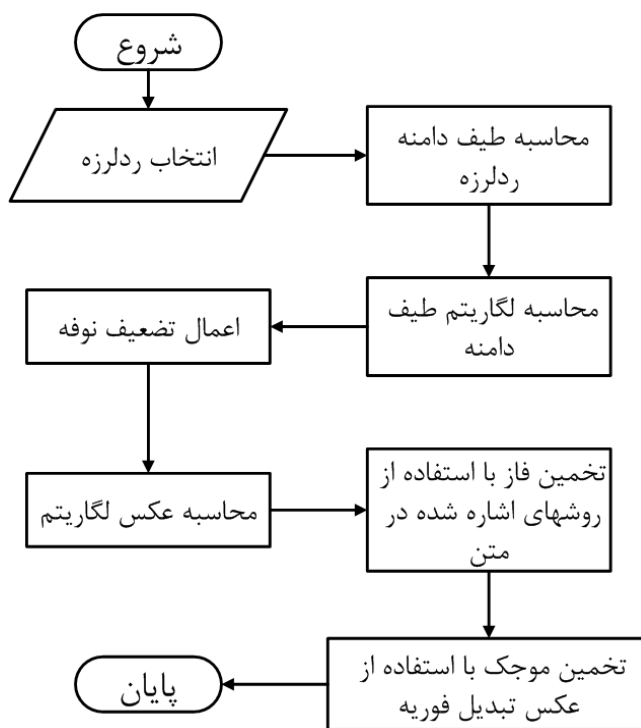 شروع
انتخاب ردلرزه
محاسبه طیف دامنه
ردلرزه
محاسبه لگاریتم طیف
دامنه
اعمال تضعیف نوفه
محاسبه عکس لگاریتم
تخمین فاز با استفاده از
روشهای اشاره شده در
متن
تخمین موجک با استفاده از
عکس تبدیل فوریه
پایان